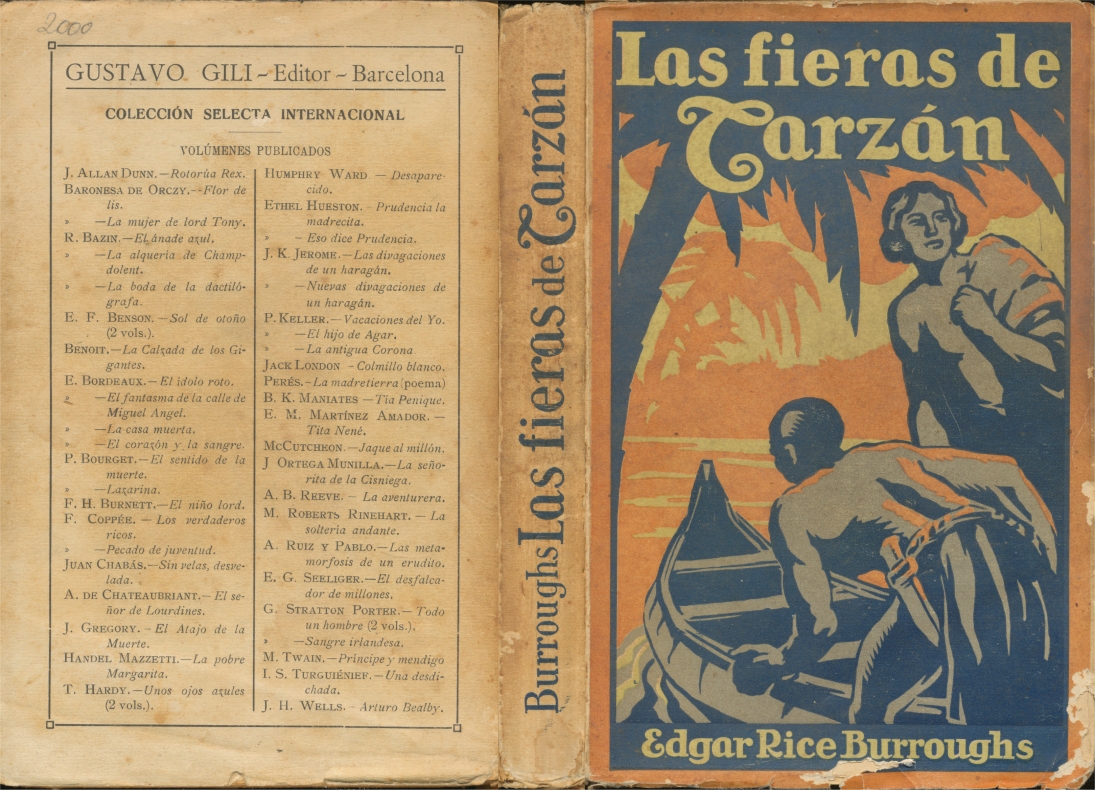 2000
GUSTAVO GILI ~ Editor ~ Barcelona
COLECCIÓN SELECTA INTERNACIONAL
VOLÚMENES PUBLICADOS
J. ALLAN DUNN. — Rotorúa Rex.
BARONESA DE ORCZY. — Flor de
lis.
» — La mujer de lord Tony.
R. BAZIN. — El ánade azul.
» — La alquería de Champ-
dolent.
» — La boda de la dactiló-
grafa.
E. F. BENSON. — Sol de otoño
(2 vols.).
BENOIT. — La Calzada de los Gi-
gantes.
E. BORDEAUX. — El ídolo roto.
» — El fantasma de la calle de
Miguel Angel.
» — La casa muerta.
» — El corazón y la sangre.
P. BOURGET. — El sentido de la
muerte.
» — Lazarina.
F. H. BURNETT. — El niño lord.
F. COPPÉE. — Los verdaderos
ricos.
» — Pecado de juventud.
JUAN CHABÁS. — Sin velas, desve-
lada.
A. DE CHATEAUBRIANT. — El se-
ñor de Lourdines.
J. GREGORY. - El Atajo de la
Muerte.
HANDEL MAZZETTI. — La pobre
Margarita.
T. HARDY. — Unos ojos azules
(2 vols.).
HUMPHRY WARD — Desapare-
cido.
ETHEL HUESTON. - Prudencia la
madrecita.
» - Eso dice Prudencia.
J. K. JEROME. — Las divagaciones
de un haragán.
» — Nuevas divagaciones de
un haragán.
P. KELLER. — Vacaciones del Yo.
» — El hijo de Agar.
» — La antigua Corona
JACK LONDON - Colmillo blanco.
PERÉS. - La madretierra (poema)
B. K. MANIATES — Tía Penique.
E. M. MARTÍNEZ AMADOR. —
Tita Nené.
MCCUTCHEON. — Jaque al millón.
J ORTEGA MUNILLA. — La seño-
rita de la Cisniega.
A. B. REEVE. - La aventurera.
M. ROBERTS RINEHART. - La
soltería andante.
A. RUIZ Y PABLO. — Las meta-
morfosis de un erudito.
E. G. SEELIGER. — El desfalca-
dor de millones.
G. STRATTON PORTER. — Todo
un hombre (2 vols.).
» — Sangre irlandesa.
M. TWAIN. — Príncipe y mendigo
I. S. TURGUIÉNIEF. — Una desdi-
chada.
J. H. WELLS. - Arturo Bealby.
Burroughs Las fieras de Tarzán
Las fieras de
Tarzán
Edgar Rice Burroughs